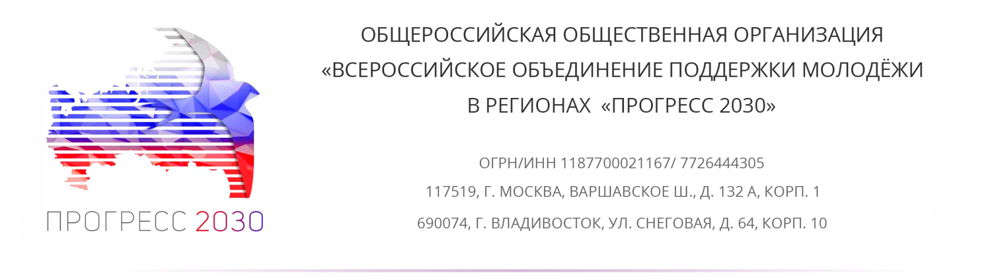 ОБЩЕРОССИЙСКАЯ ОБЩЕСТВЕННАЯ ОРГАНИЗАЦИЯ
«ВСЕРОССИЙСКОЕ ОБЪЕДИНЕНИЕ ПОДДЕРЖКИ МОЛОДЁЖИ
В РЕГИОНАХ «ПРОГРЕСС 2030»
ОГРН/ИНН 1187700021167/ 7726444305
117519, Г. МОСКВА, ВАРШАВСКОЕ Ш., Д. 132 А, КОРП. 1
690074, Г. ВЛАДИВОСТОК, УЛ. СНЕГОВАЯ, Д. 64, КОРП. 10
ПРОГРЕСС 2030